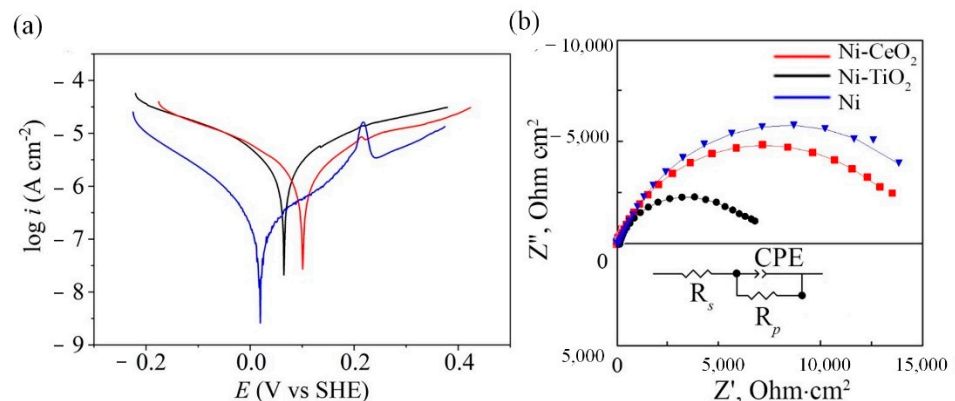 (a)
− 4
− 5
− 6
− 7
− 8
− 9
log i (A cm⁻²)
− 0.2
0.0
0.2
0.4
E (V vs SHE)
(b)
− 10,000
− 5,000
0
5,000
Z″, Ohm cm²
Ni-CeO₂
Ni-TiO₂
Ni
CPE
Rₛ
Rₚ
0
5,000
10,000
15,000
Z′, Ohm·cm²